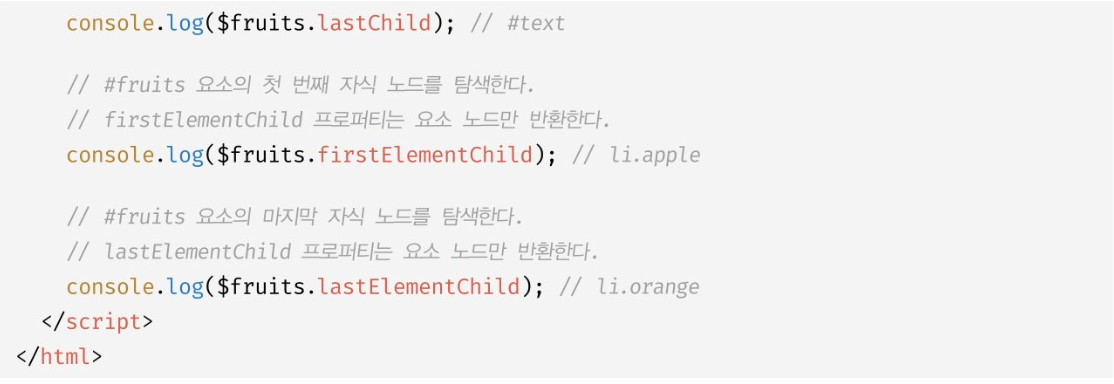 console.log($fruits.lastChild); // #text
// #fruits 요소의 첫 번째 자식 노드를 탐색한다.
// firstElementChild 프로퍼티는 요소 노드만 반환한다.
console.log($fruits.firstElementChild); // li.apple
// #fruits 요소의 마지막 자식 노드를 탐색한다.
// lastElementChild 프로퍼티는 요소 노드만 반환한다.
console.log($fruits.lastElementChild); // li.orange
</script>
</html>